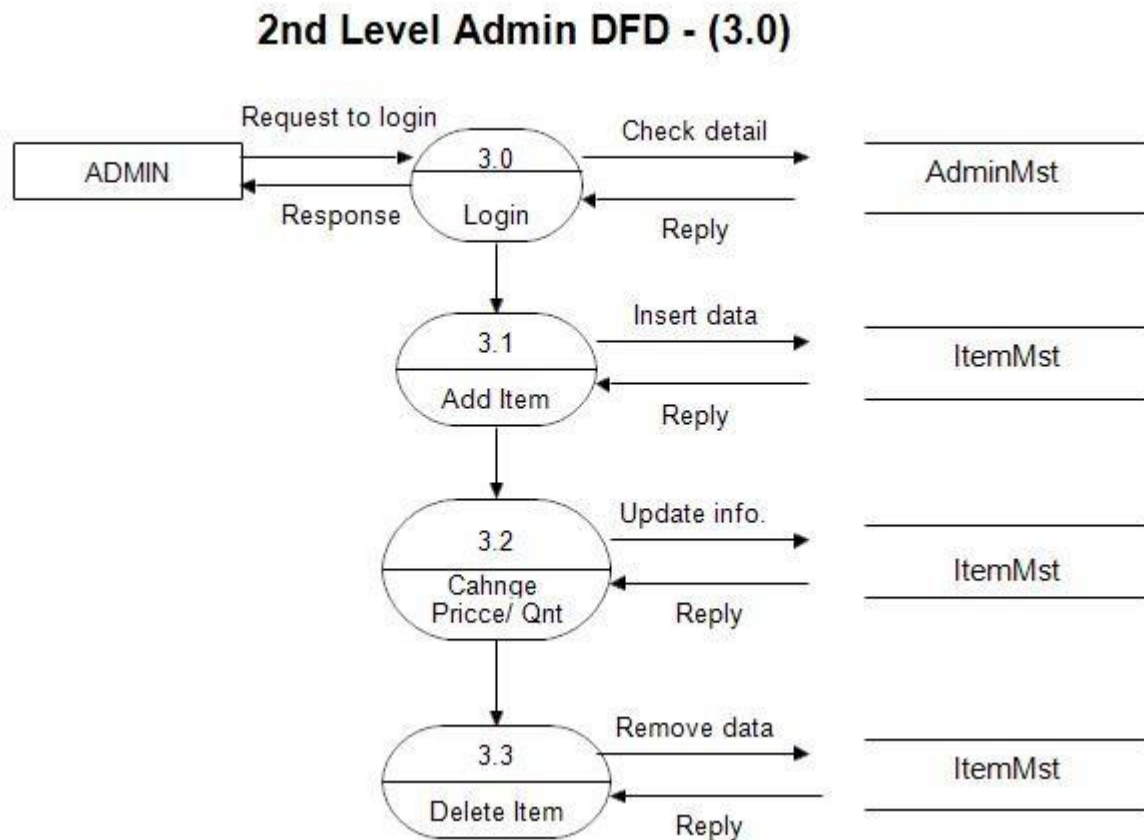 2nd Level Admin DFD - (3.0)
Request to login
Check detail
ADMIN
3.0
AdminMst
Response
Login
Reply
Insert data
3.1
ItemMst
Add Item
Reply
Update info.
3.2
ItemMst
Cahnge
Pricce/ Qnt
Reply
Remove data
3.3
ItemMst
Delete Item
Reply